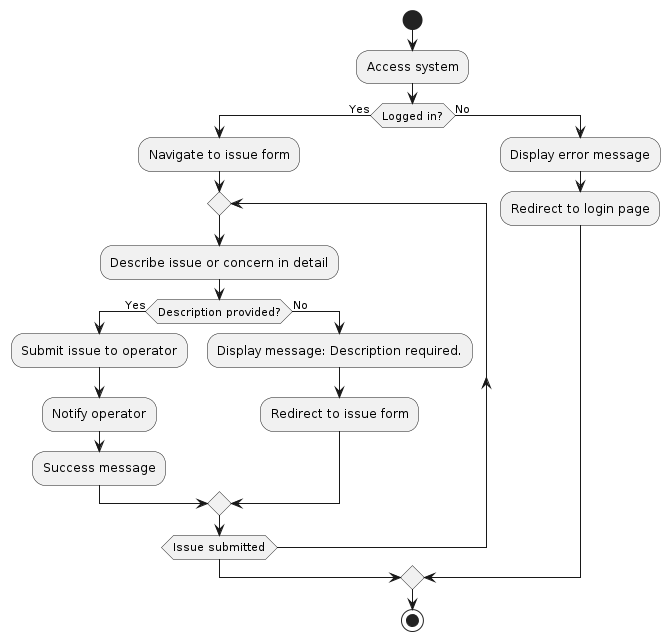 Access system
Yes
Logged in?
No
Navigate to issue form
Display error message
Redirect to login page
Describe issue or concern in detail
Yes
Description provided?
No
Submit issue to operator
Display message: Description required.
Notify operator
Redirect to issue form
Success message
Issue submitted